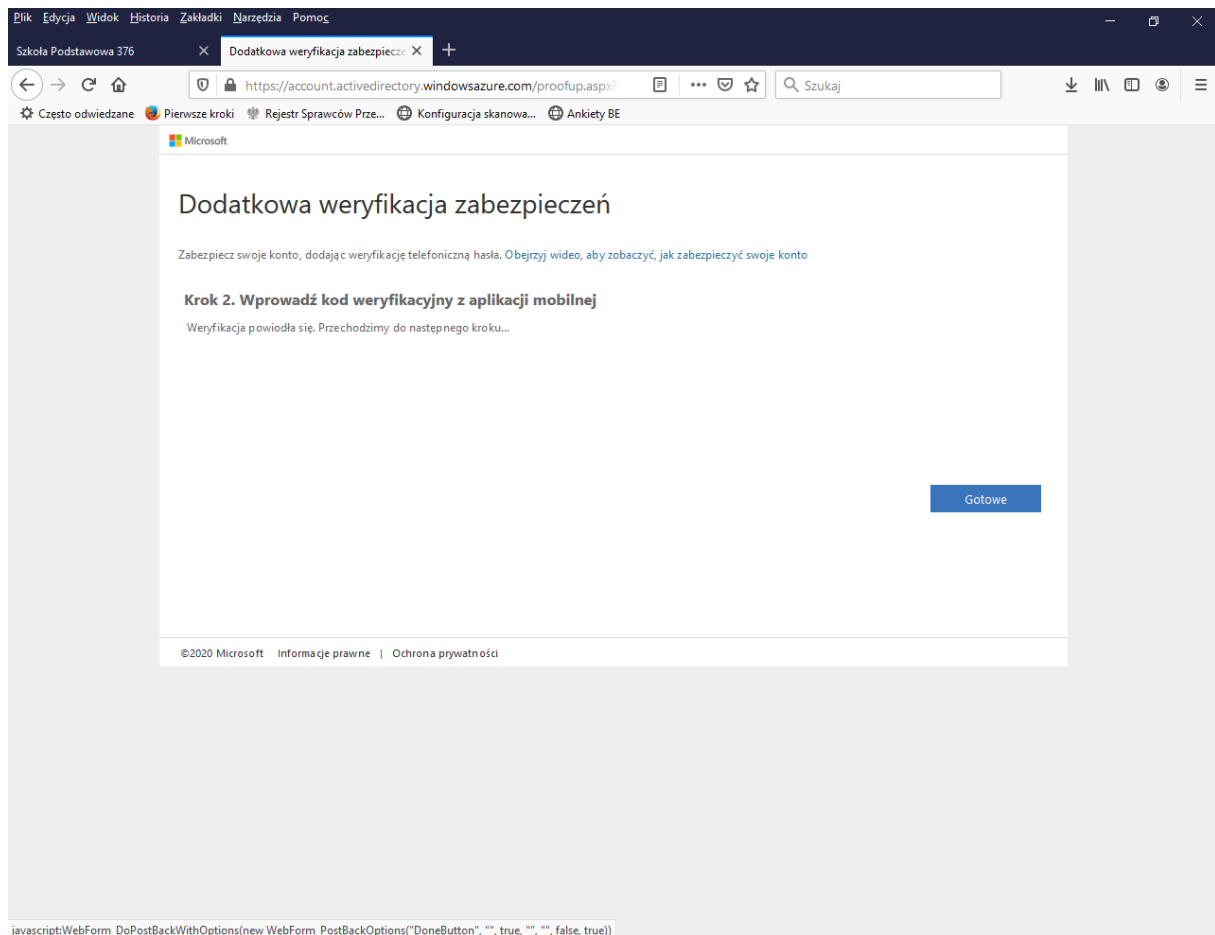 Plik Edycja Widok Historia Zakładki Narzędzia Pomoc
Szkoła Podstawowa 376 Dodatkowa weryfikacja zabezpiecze
https://account.activedirectory.windowsazure.com/proofup.aspx? Szukaj
Często odwiedzane Pierwsze kroki Rejestr Sprawców Prze... Konfiguracja skanowa... Ankiety BE
Microsoft
Dodatkowa weryfikacja zabezpieczeń
Zabezpiecz swoje konto, dodając weryfikację telefoniczną hasła. Obejrzyj wideo, aby zobaczyć, jak zabezpieczyć swoje konto
Krok 2. Wprowadź kod weryfikacyjny z aplikacji mobilnej
Weryfikacja powiodła się. Przechodzimy do następnego kroku...
Gotowe
©2020 Microsoft Informacje prawne | Ochrona prywatności
javascript:WebForm_DoPostBackWithOptions(new WebForm_PostBackOptions("DoneButton", "", true, "", "", false, true))